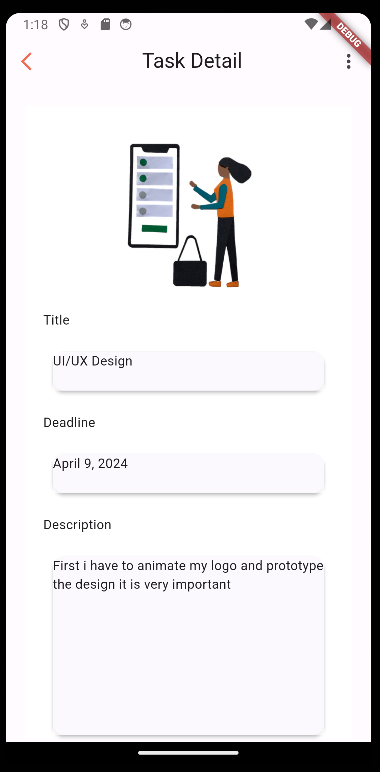 1:18
DEBUG
Task Detail
Title
UI/UX Design
Deadline
April 9, 2024
Description
First i have to animate my logo and prototype
the design it is very important